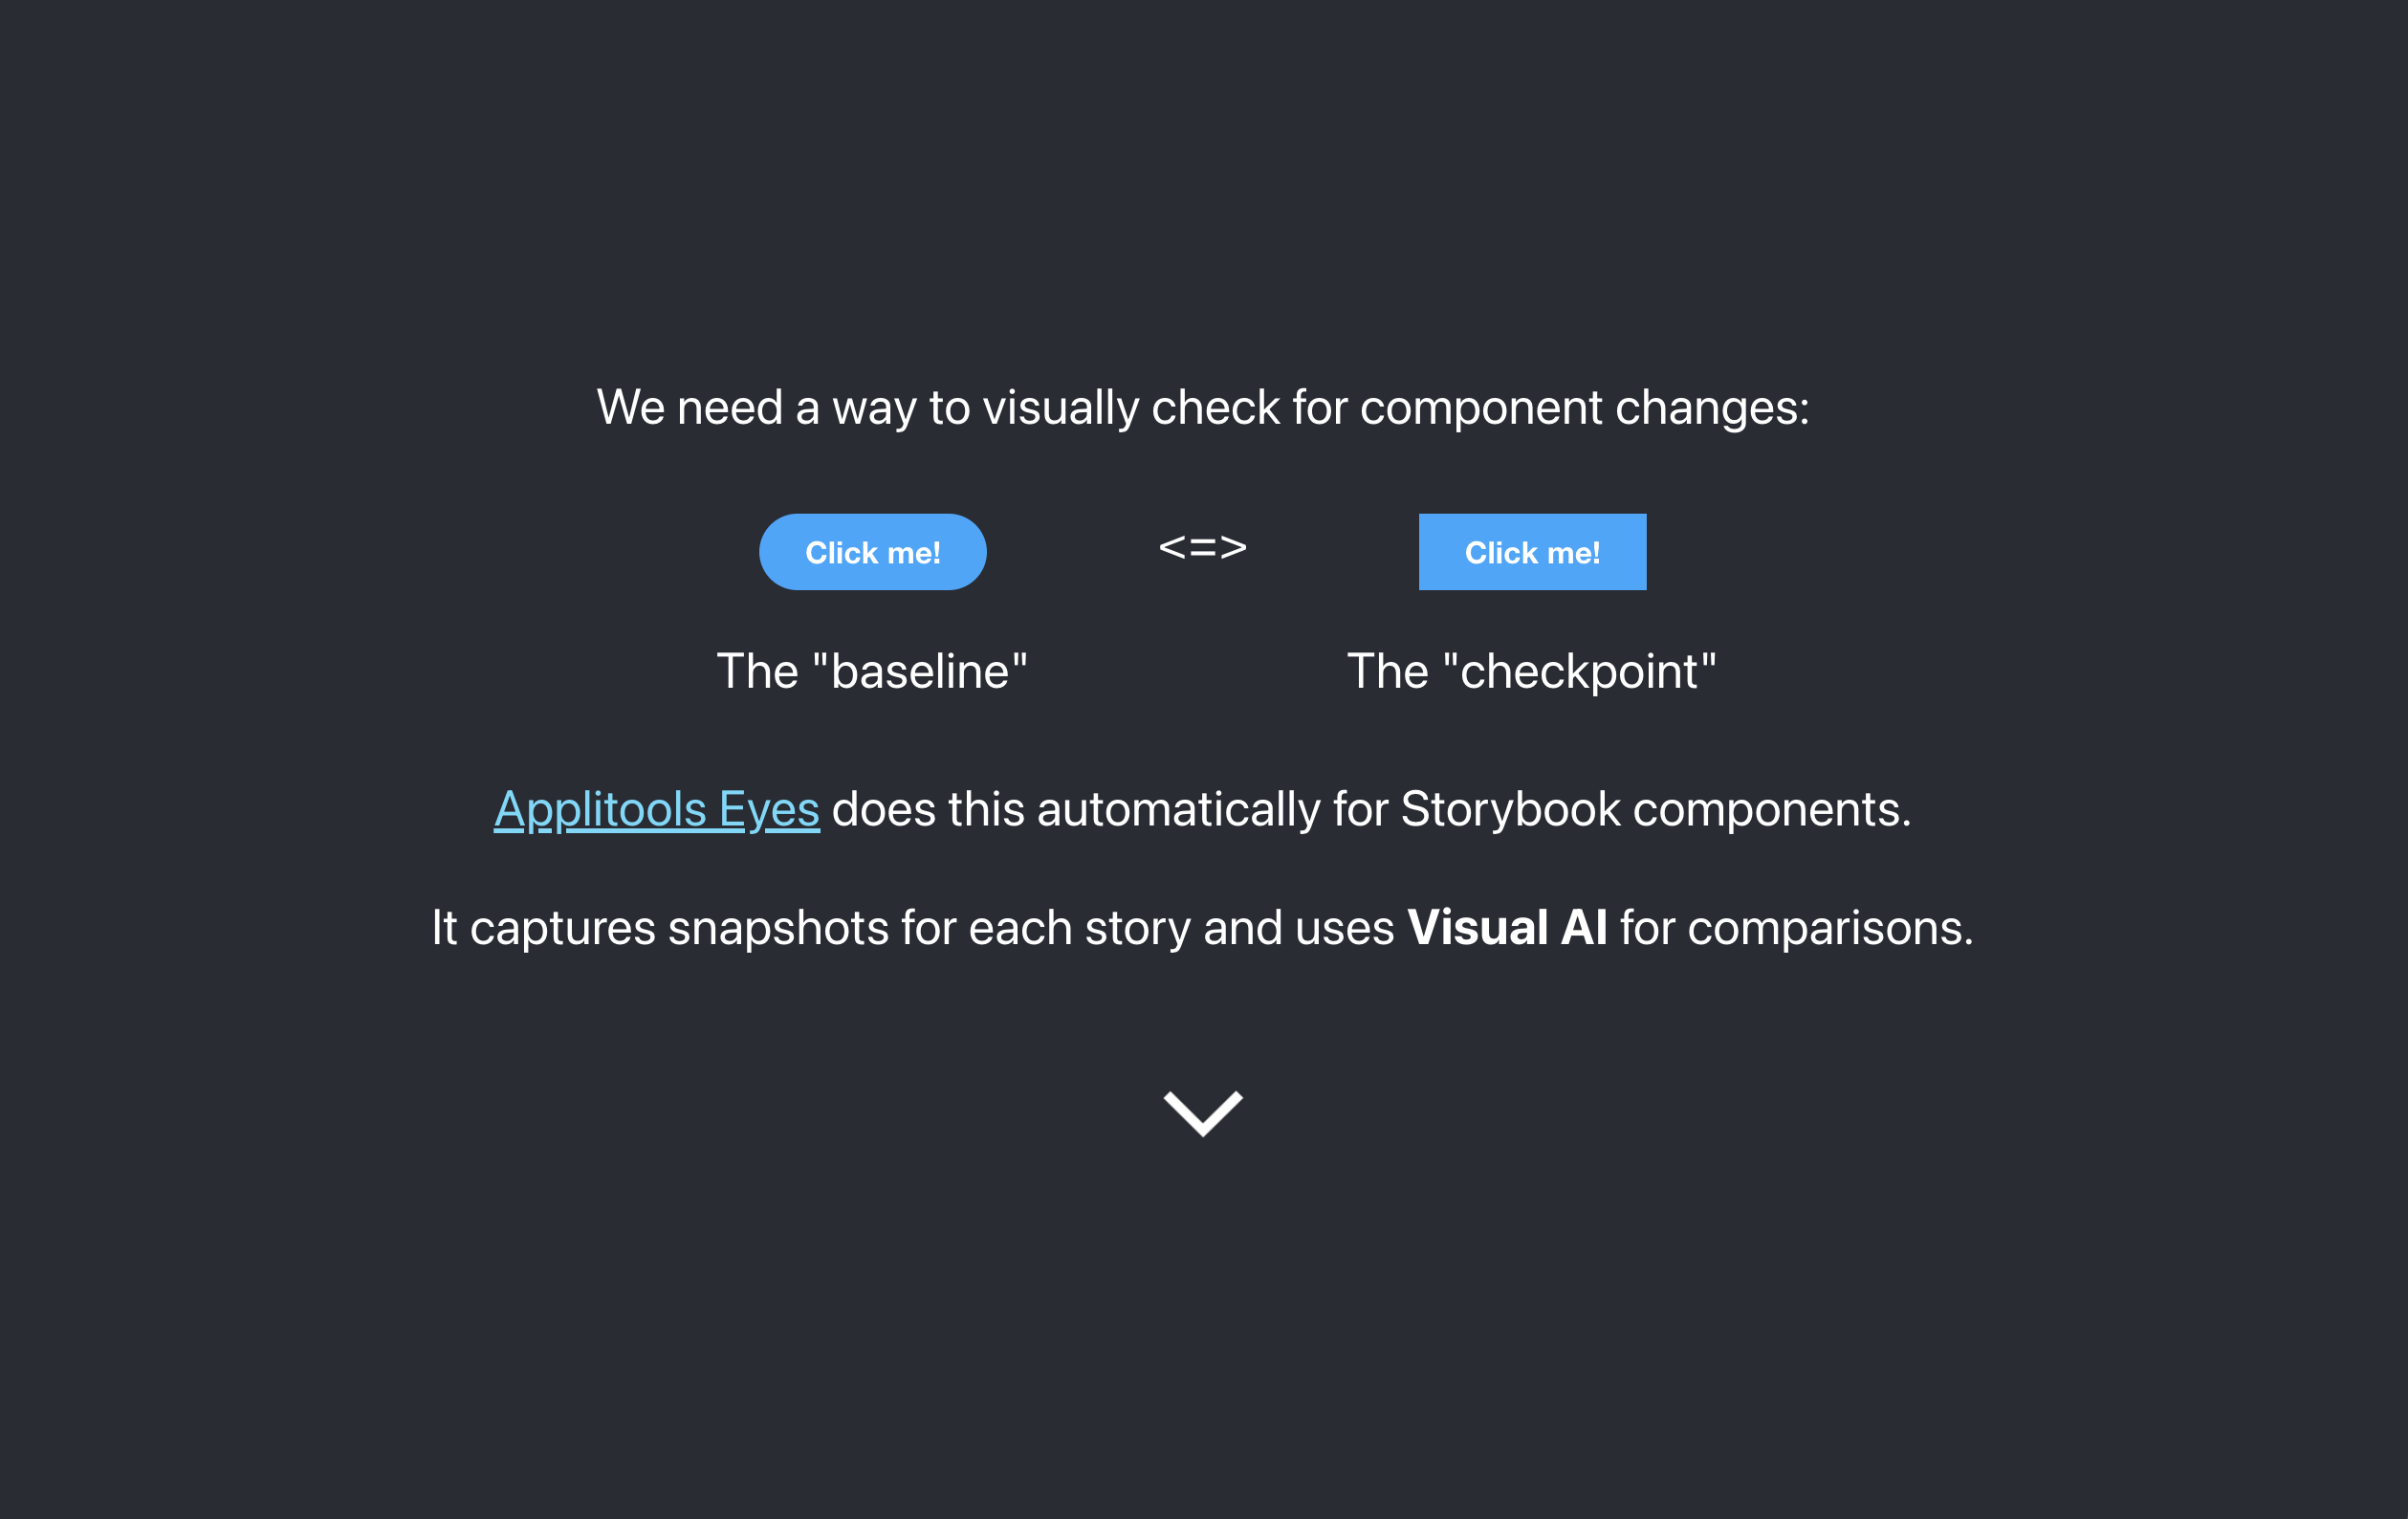 We need a way to visually check for component changes:
Click me! <=> Click me!
The "baseline" The "checkpoint"
Applitools Eyes does this automatically for Storybook components.
It captures snapshots for each story and uses Visual AI for comparisons.